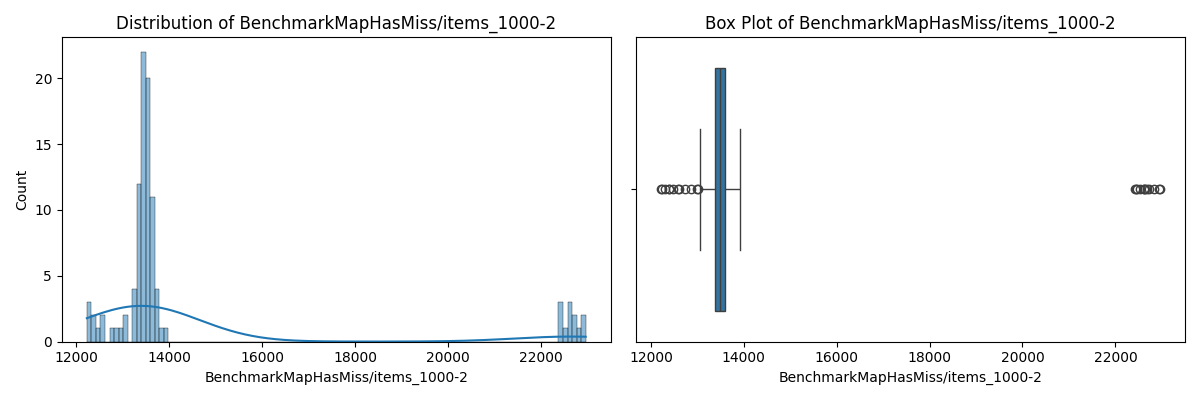 Distribution of BenchmarkMapHasMiss/items_1000-2
Count
20
15
10
5
0
12000 14000 16000 18000 20000 22000
BenchmarkMapHasMiss/items_1000-2
Box Plot of BenchmarkMapHasMiss/items_1000-2
12000 14000 16000 18000 20000 22000
BenchmarkMapHasMiss/items_1000-2